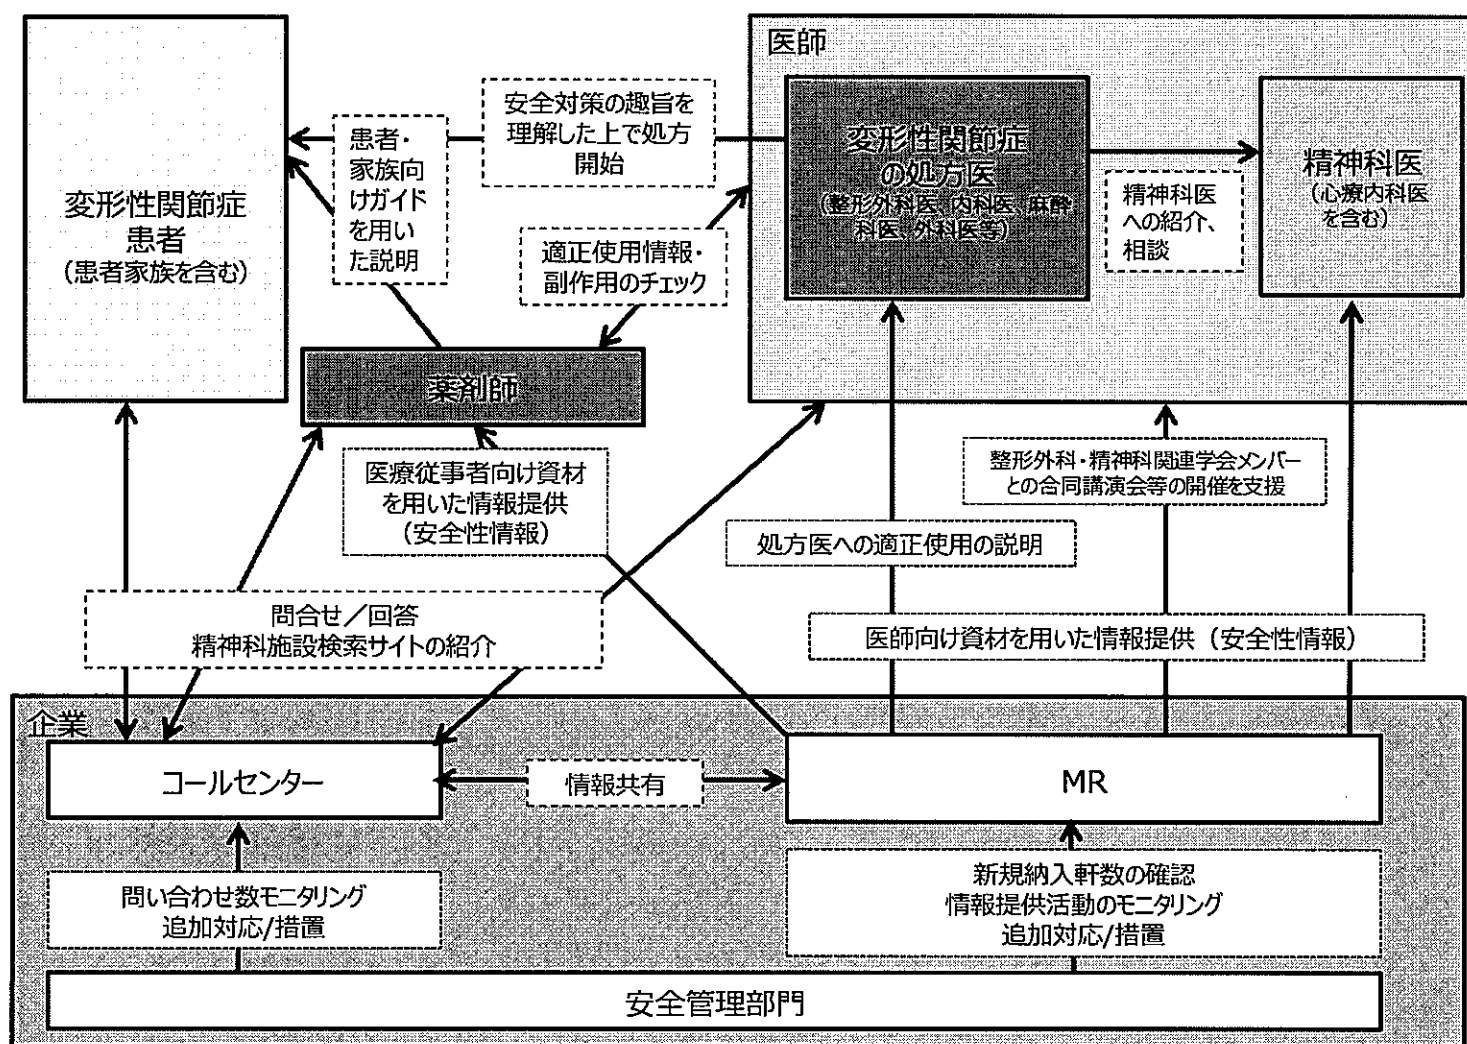 医師
安全対策の趣旨を
理解した上で処方
開始
患者・
家族向
けガイド
を用い
た説明
変形性関節症
患者
（患者家族を含む）
変形性関節症
の処方医
（整形外科医、内科医、麻酔
科医、外科医等）
精神科医
（心療内科医
を含む）
精神科医
への紹介、
相談
適正使用情報・
副作用のチェック
薬剤師
医療従事者向け資材
を用いた情報提供
（安全性情報）
整形外科・精神科関連学会メンバー
との合同講演会等の開催を支援
処方医への適正使用の説明
問合せ／回答
精神科施設検索サイトの紹介
医師向け資材を用いた情報提供（安全性情報）
企業
コールセンター
情報共有
MR
問い合わせ数モニタリング
追加対応/措置
新規納入軒数の確認
情報提供活動のモニタリング
追加対応/措置
安全管理部門